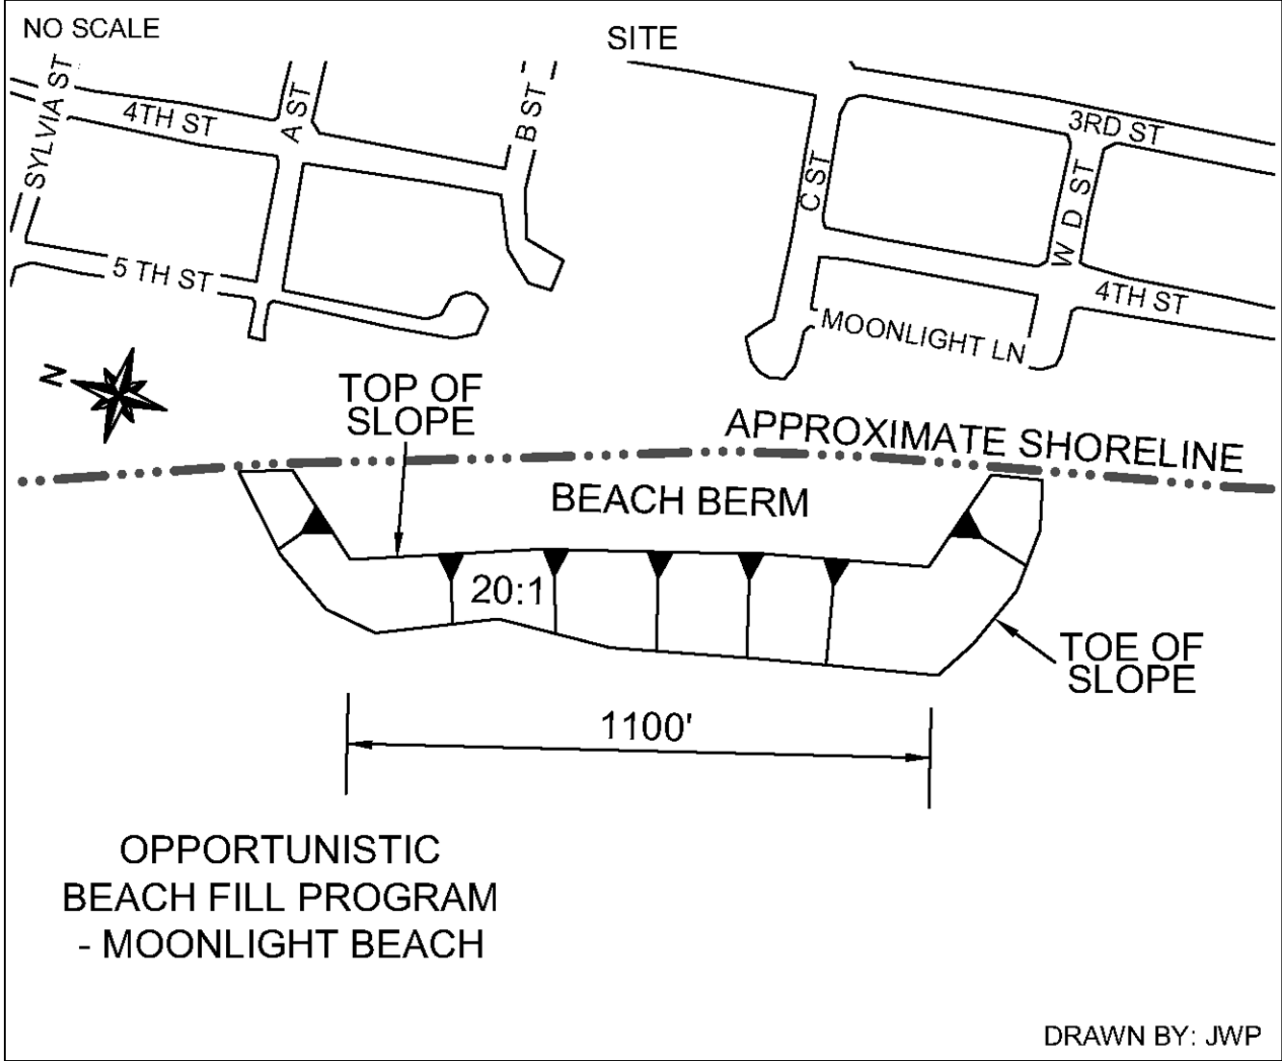 NO SCALE
SITE
SYLVIA ST
4TH ST
A ST
B ST
5 TH ST
C ST
3RD ST
W D ST
4TH ST
MOONLIGHT LN
N
TOP OF
SLOPE
APPROXIMATE SHORELINE
BEACH BERM
20:1
TOE OF
SLOPE
1100'
OPPORTUNISTIC
BEACH FILL PROGRAM
- MOONLIGHT BEACH
DRAWN BY: JWP